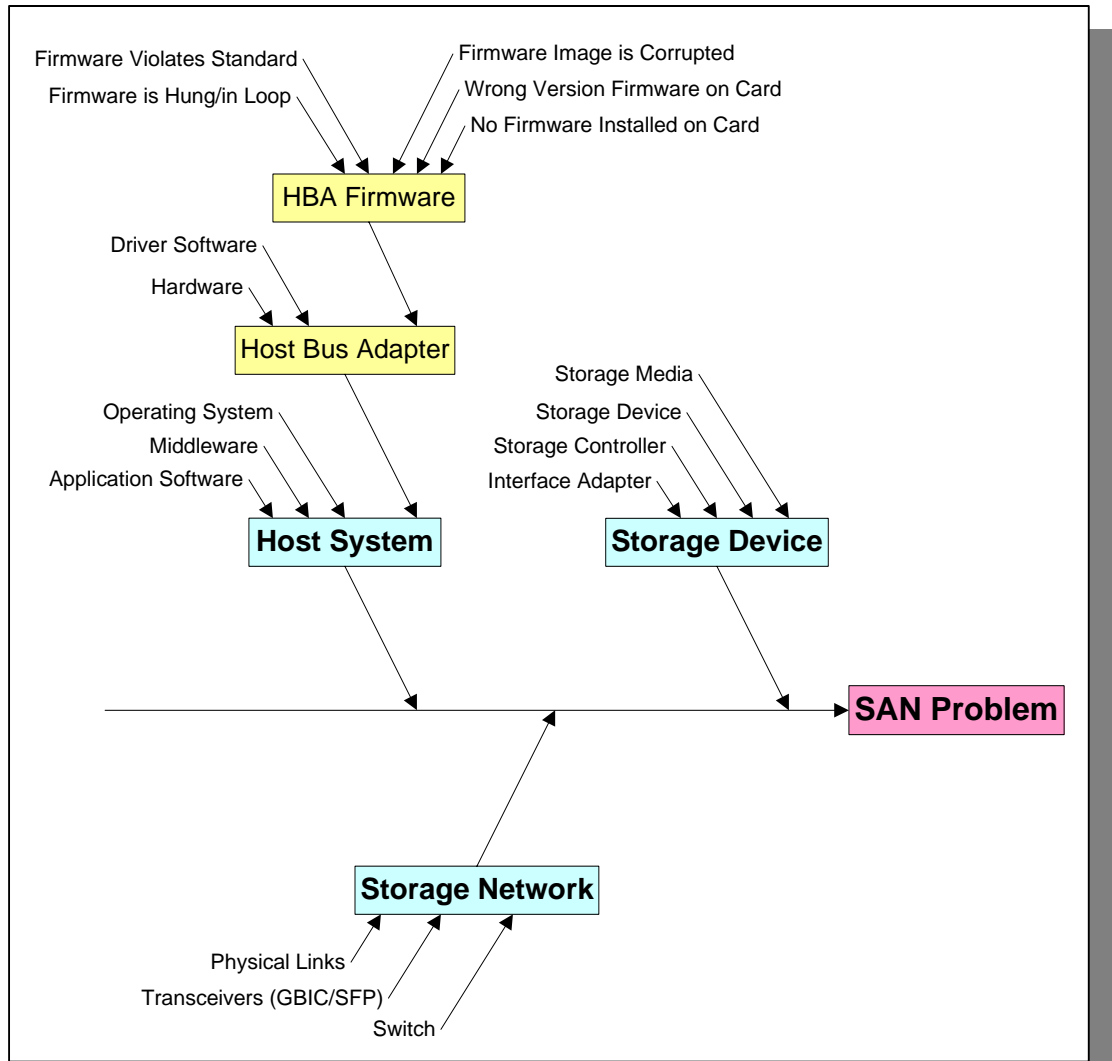 Firmware Violates Standard
Firmware is Hung/in Loop
Firmware Image is Corrupted
Wrong Version Firmware on Card
No Firmware Installed on Card
HBA Firmware
Driver Software
Hardware
Host Bus Adapter
Operating System
Middleware
Application Software
Host System
Storage Media
Storage Device
Storage Controller
Interface Adapter
Storage Device
SAN Problem
Storage Network
Physical Links
Transceivers (GBIC/SFP)
Switch